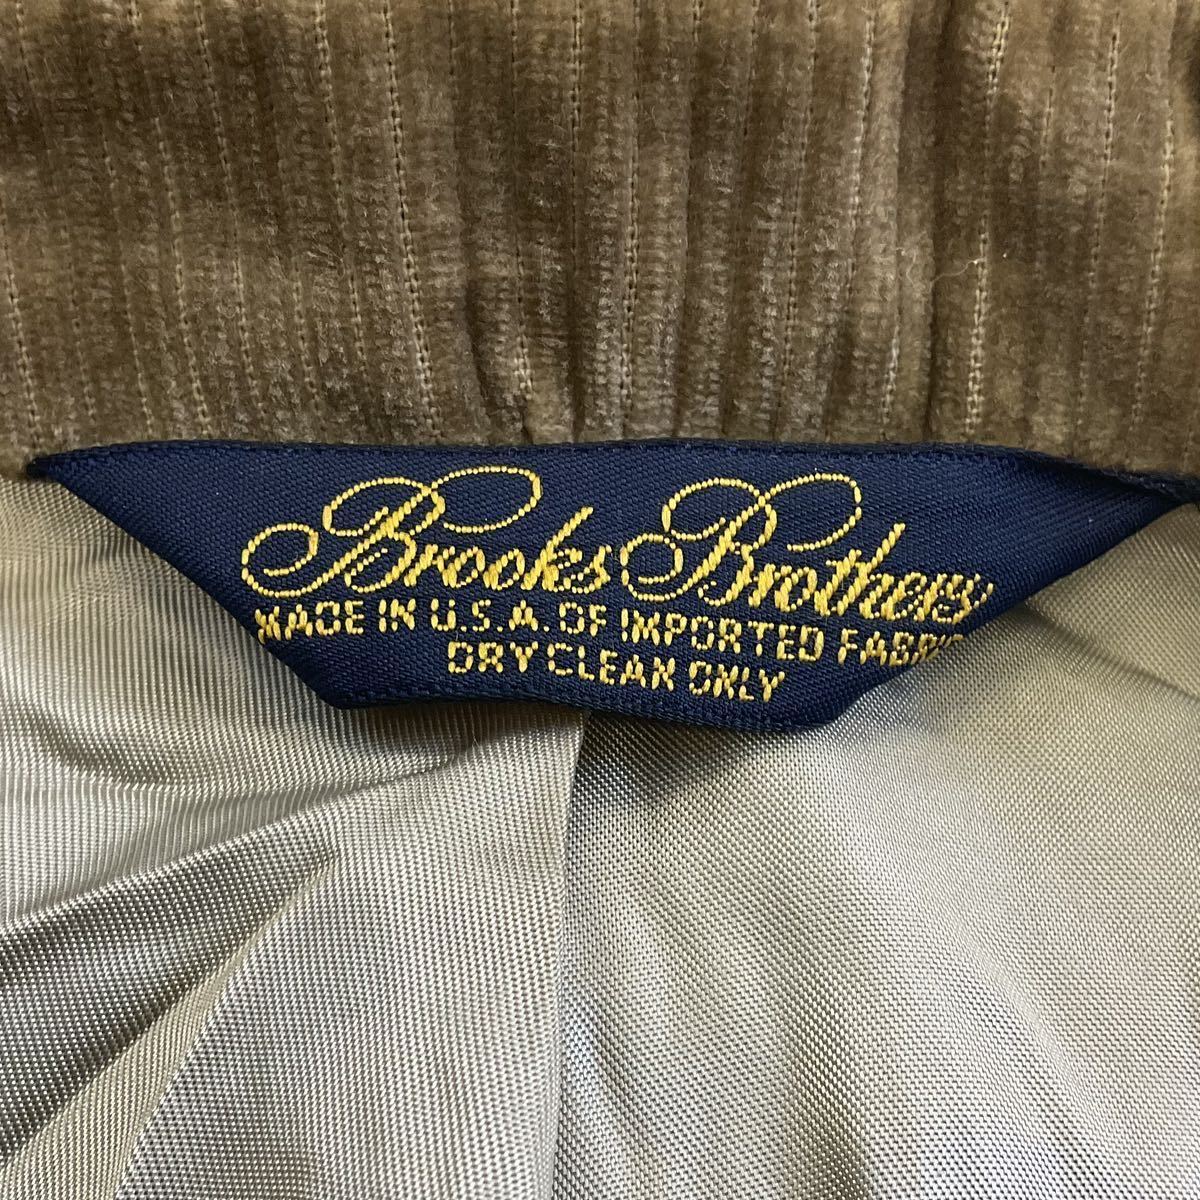 Brooks Brothers
MADE IN U.S.A. OF IMPORTED FABRIC
DRY CLEAN ONLY